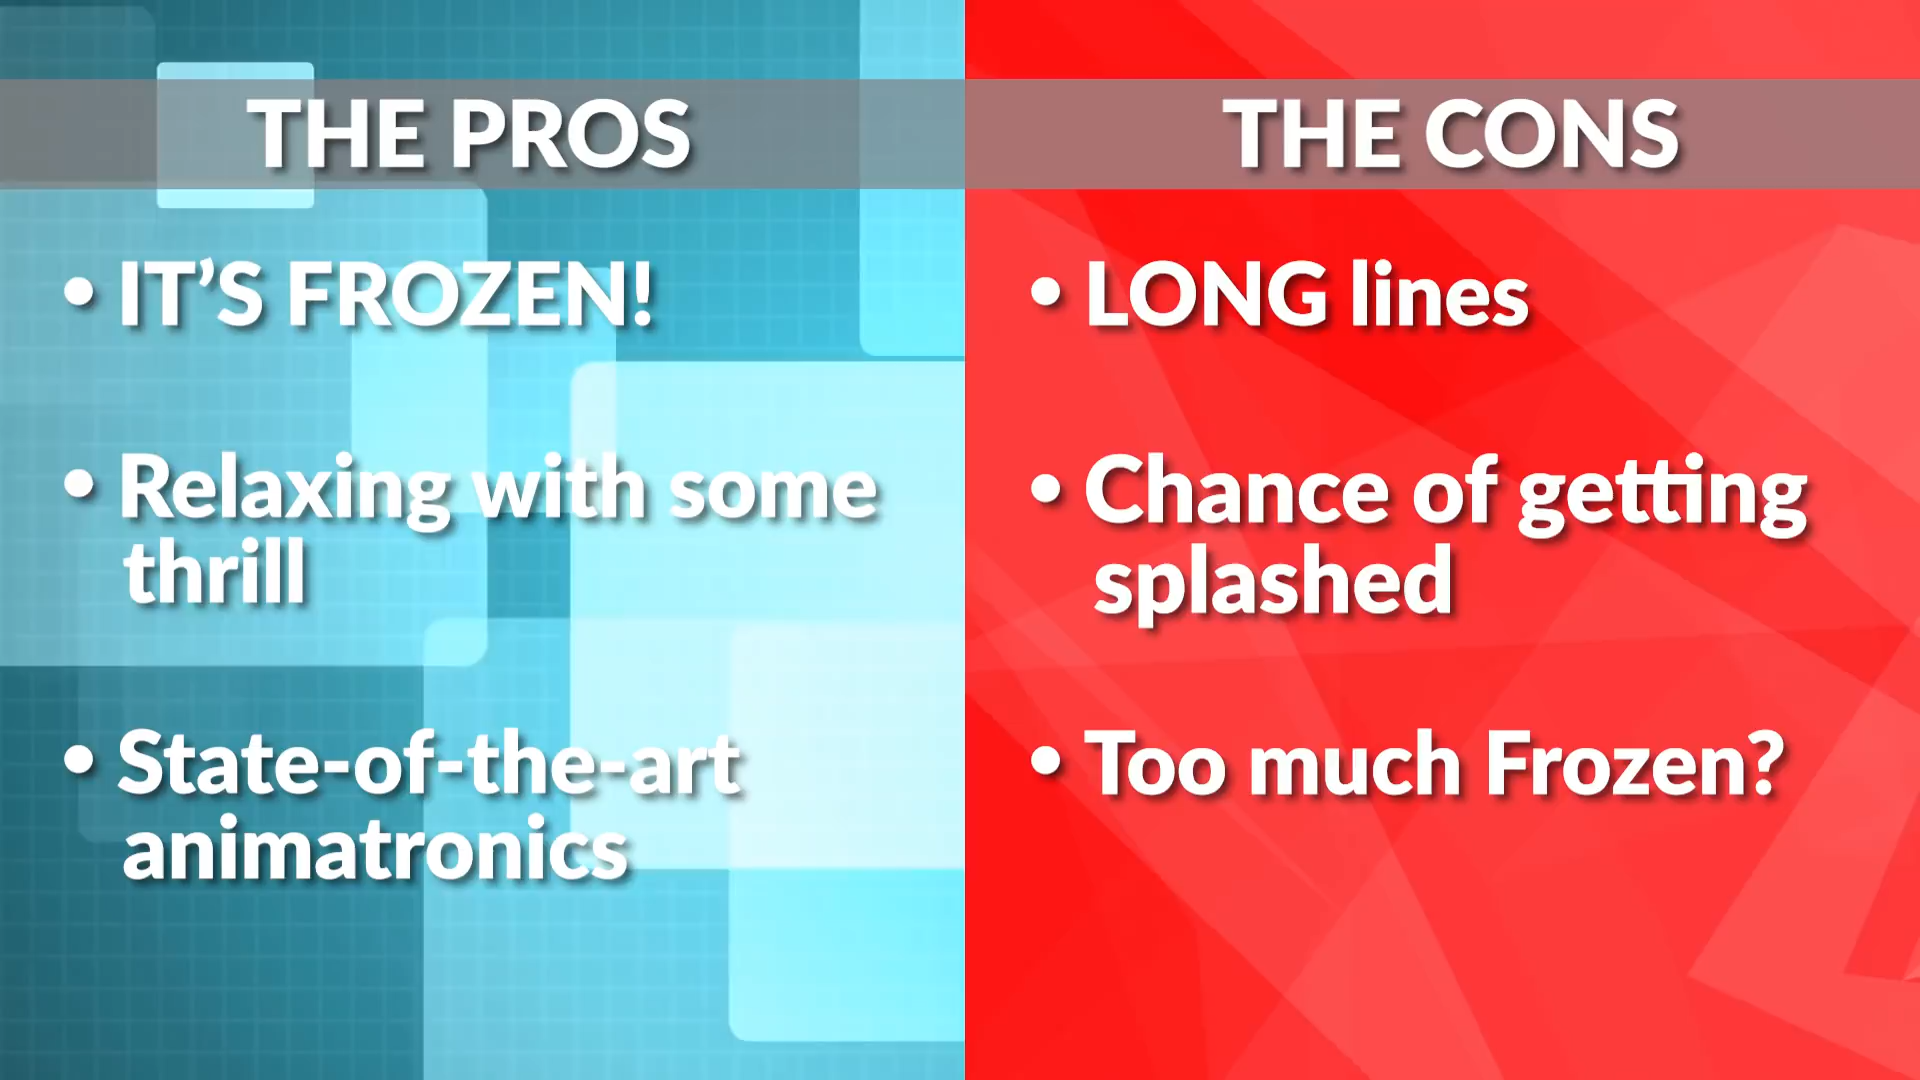 THE PROS
• IT’S FROZEN!
• Relaxing with some
thrill
• State-of-the-art
animatronics
THE CONS
• LONG lines
• Chance of getting
splashed
• Too much Frozen?